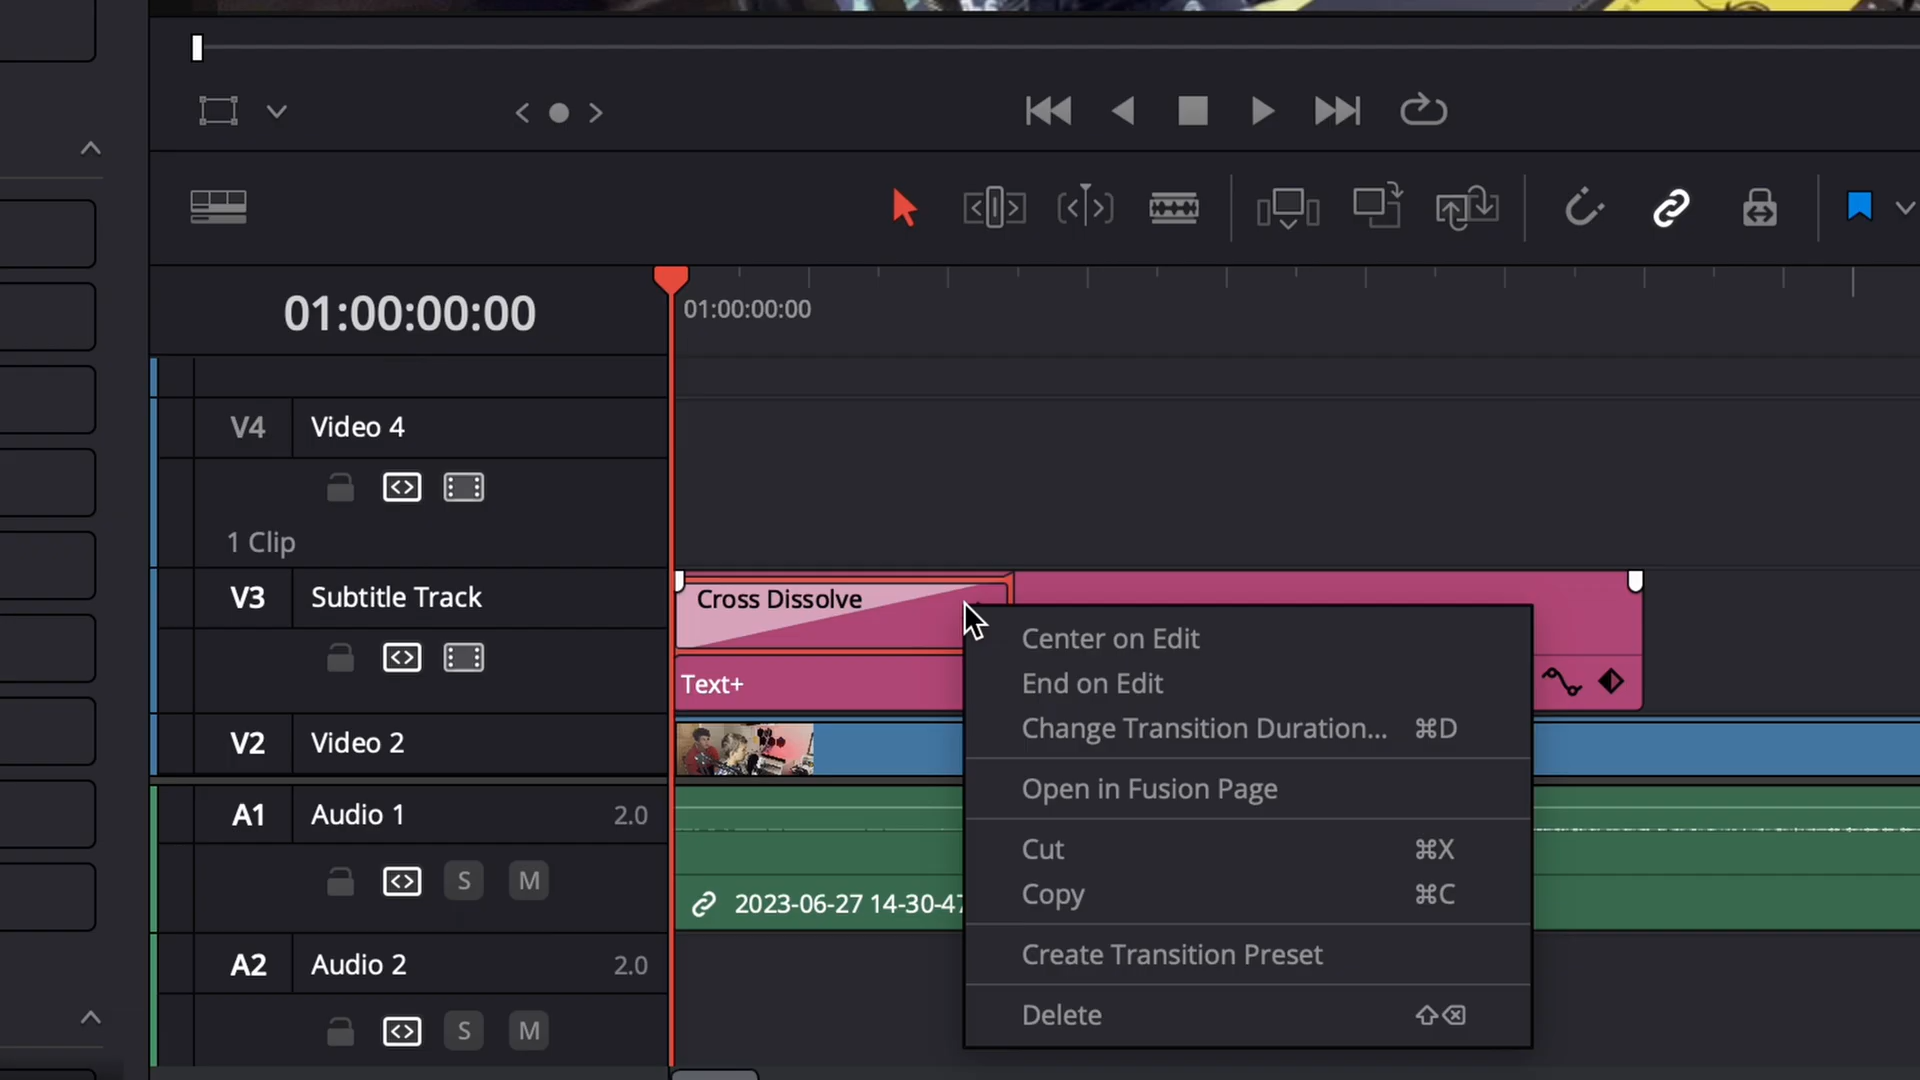 01:00:00:00
01:00:00:00
V4 Video 4
1 Clip
V3 Subtitle Track
Cross Dissolve
Text+
V2 Video 2
A1 Audio 1 2.0
S M
2023-06-27 14-30-47
A2 Audio 2 2.0
S M
Center on Edit
End on Edit
Change Transition Duration... ⌘D
Open in Fusion Page
Cut ⌘X
Copy ⌘C
Create Transition Preset
Delete ⇧⌫